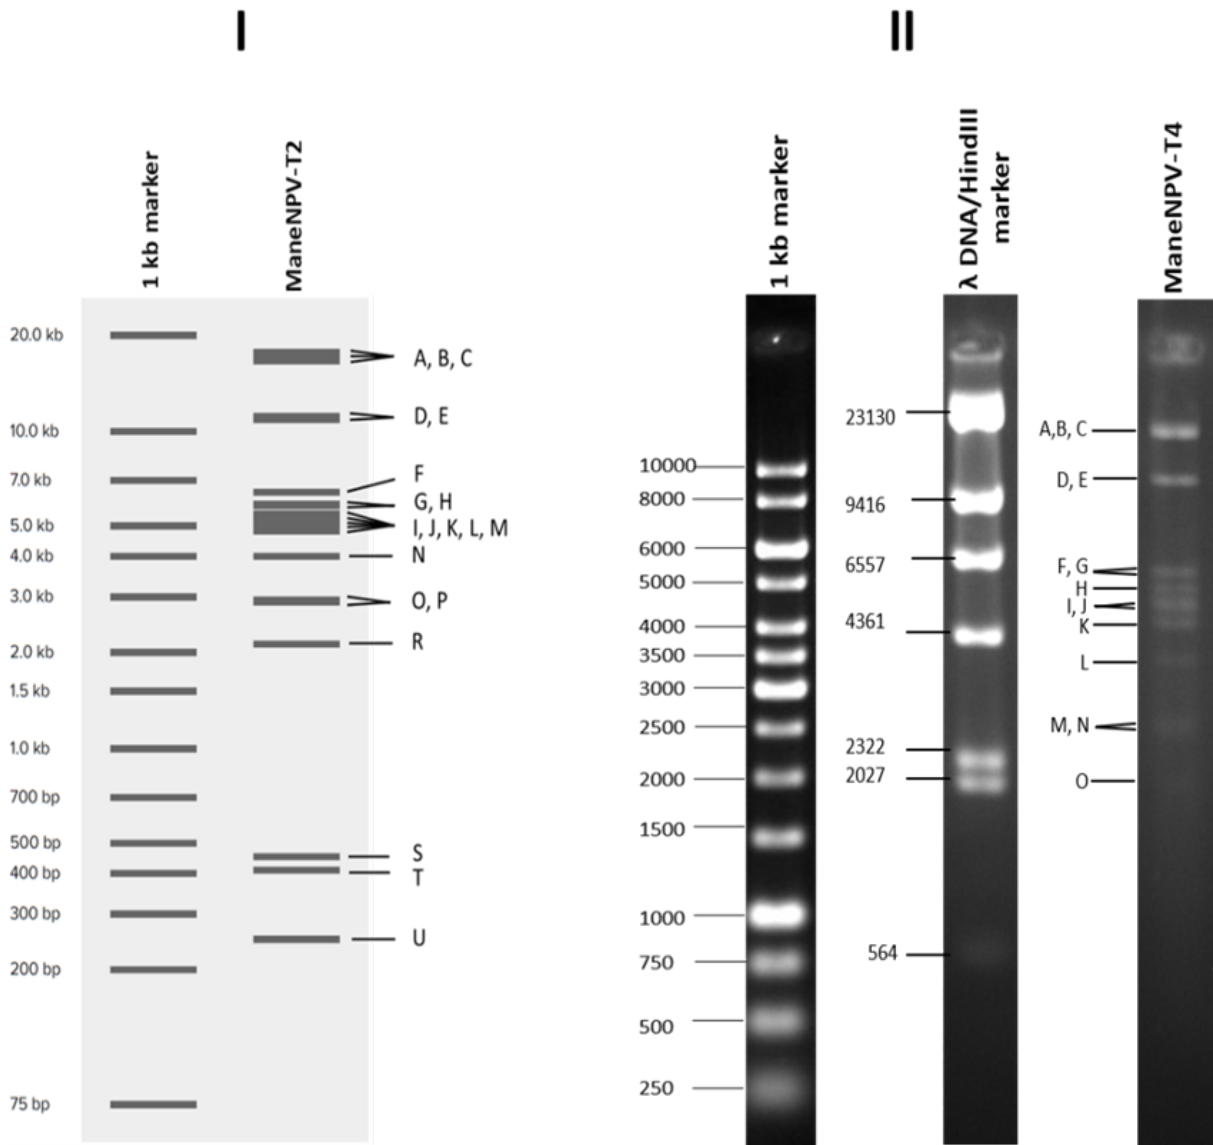 I
II
1 kb marker
ManeNPV-T2
1 kb marker
λ DNA/HindIII
marker
ManeNPV-T4
20.0 kb
10.0 kb
7.0 kb
5.0 kb
4.0 kb
3.0 kb
2.0 kb
1.5 kb
1.0 kb
700 bp
500 bp
400 bp
300 bp
200 bp
75 bp
A, B, C
D, E
F
G, H
I, J, K, L, M
N
O, P
R
S
T
U
10000
8000
6000
5000
4000
3500
3000
2500
2000
1500
1000
750
500
250
23130
9416
6557
4361
2322
2027
564
A,B, C
D, E
F, G
H
I, J
K
L
M, N
O